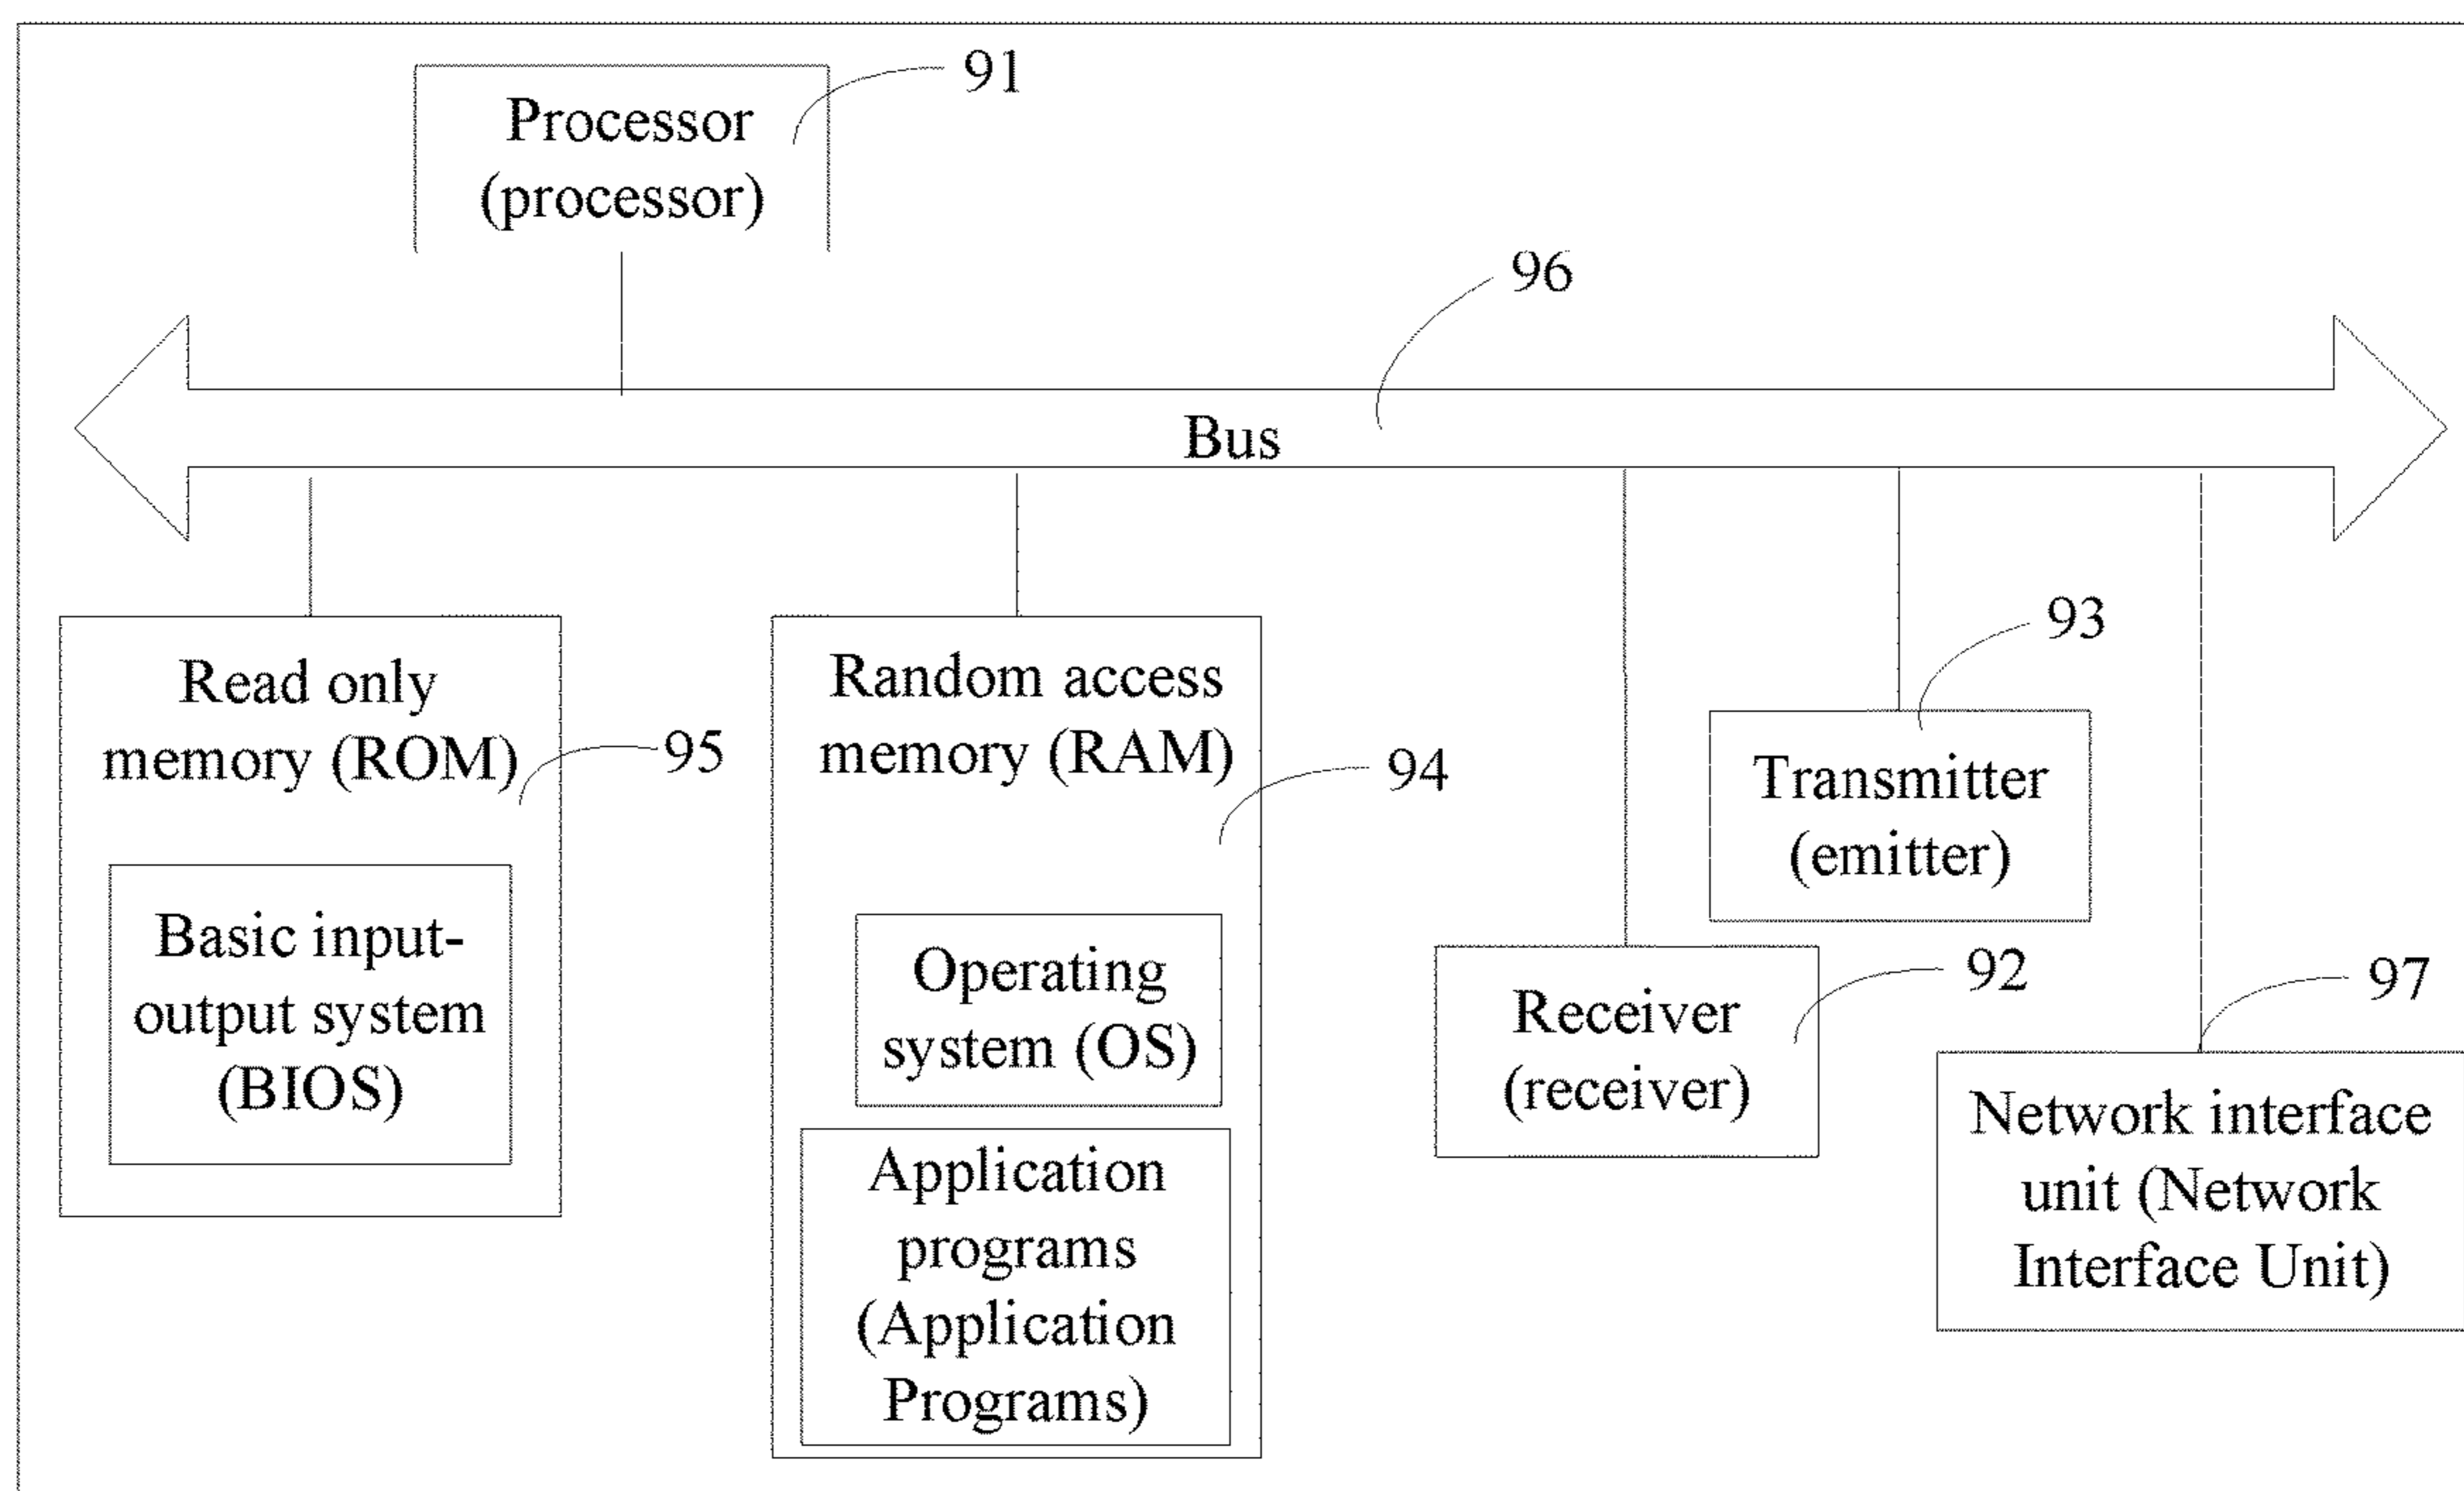 91
Processor
(processor)
96
Bus
Read only
memory (ROM)
95
Basic input-
output system
(BIOS)
Random access
memory (RAM)
94
Operating
system (OS)
Application
programs
(Application
Programs)
93
Transmitter
(emitter)
92
Receiver
(receiver)
97
Network interface
unit (Network
Interface Unit)